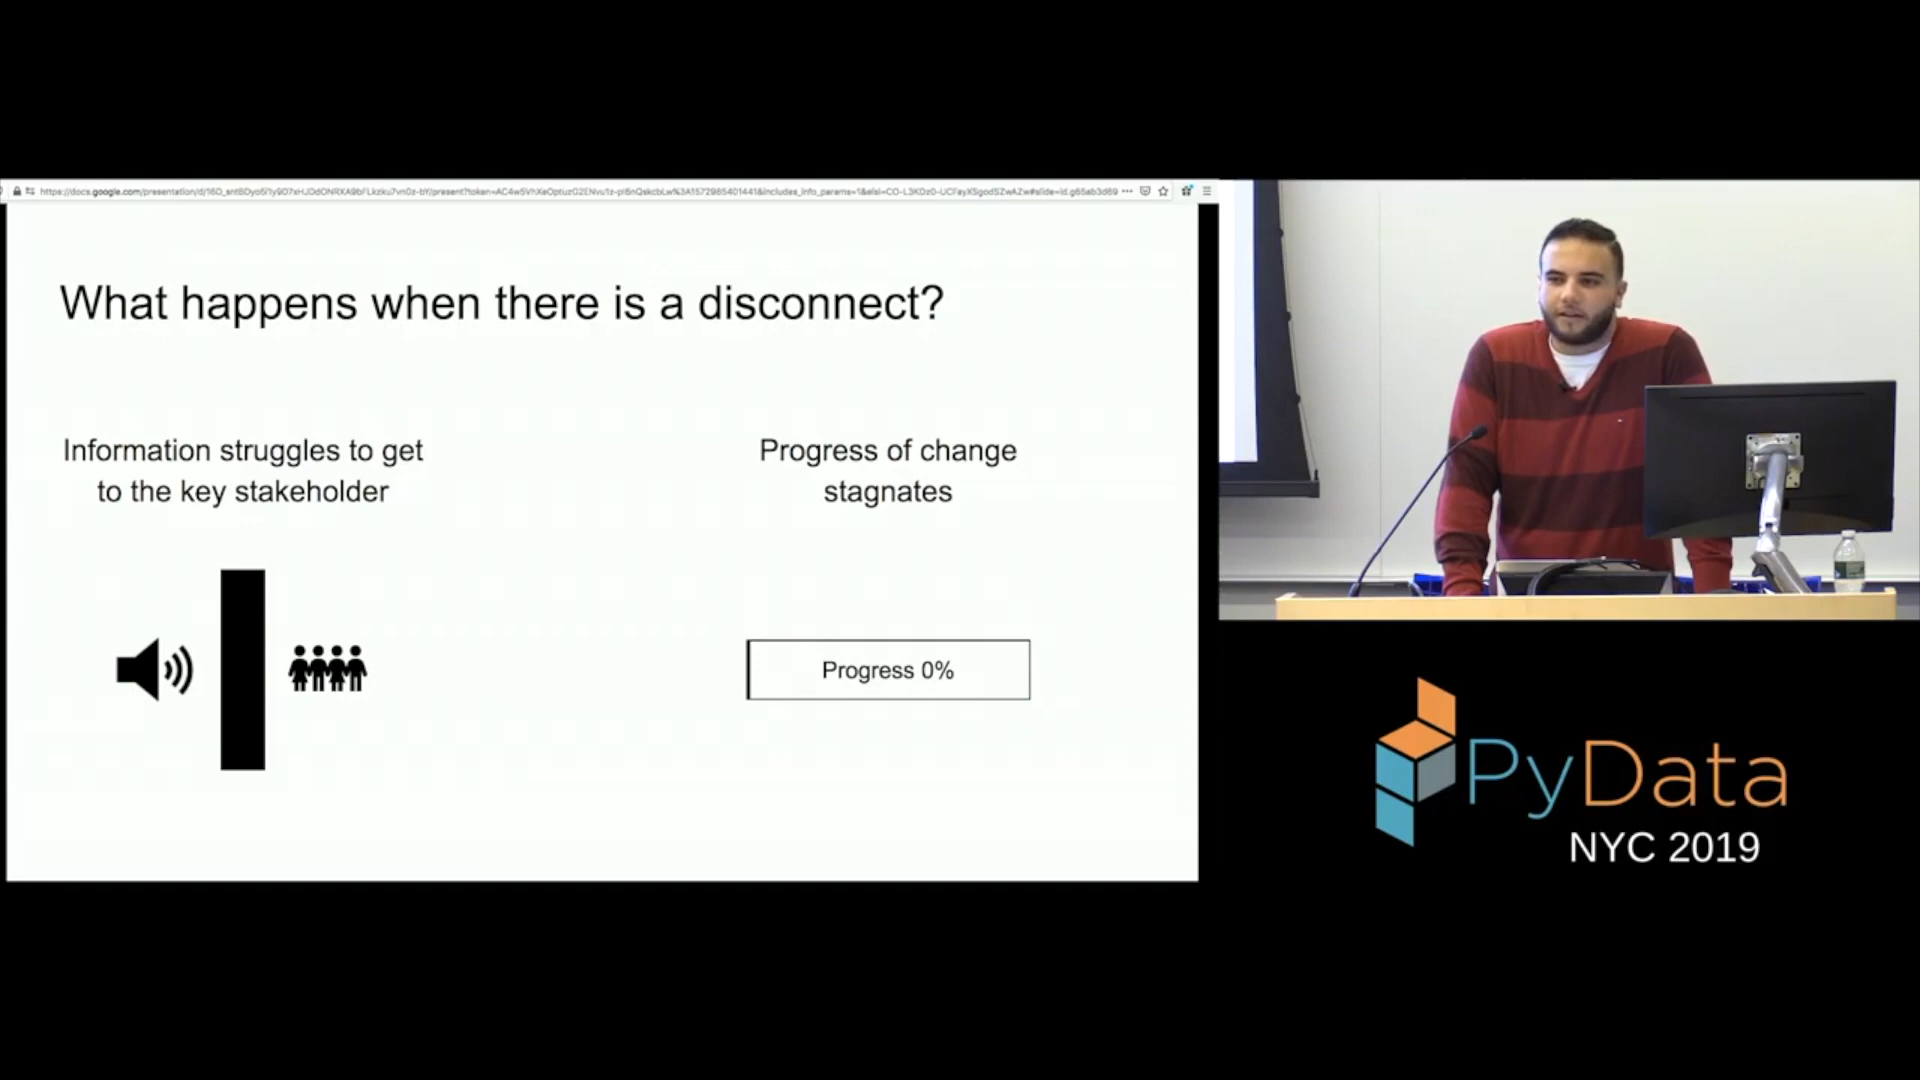 What happens when there is a disconnect?
Information struggles to get
to the key stakeholder
Progress of change
stagnates
Progress 0%
PyData
NYC 2019